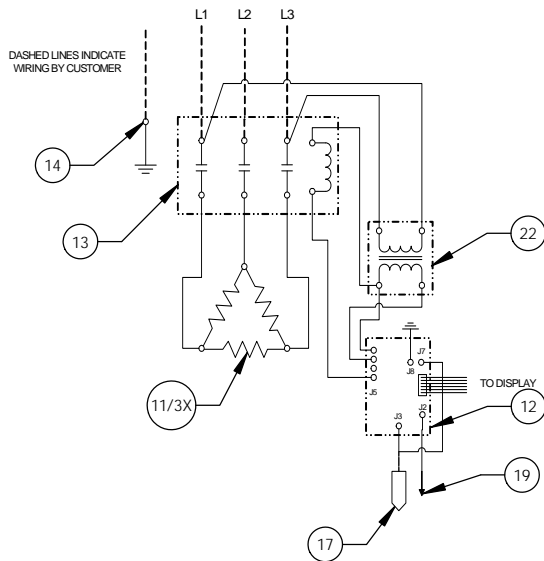 L1 L2 L3
DASHED LINES INDICATE
WIRING BY CUSTOMER
14
13
22
11/3X
J7
J8
J5
TO DISPLAY
J2
12
J3
19
17